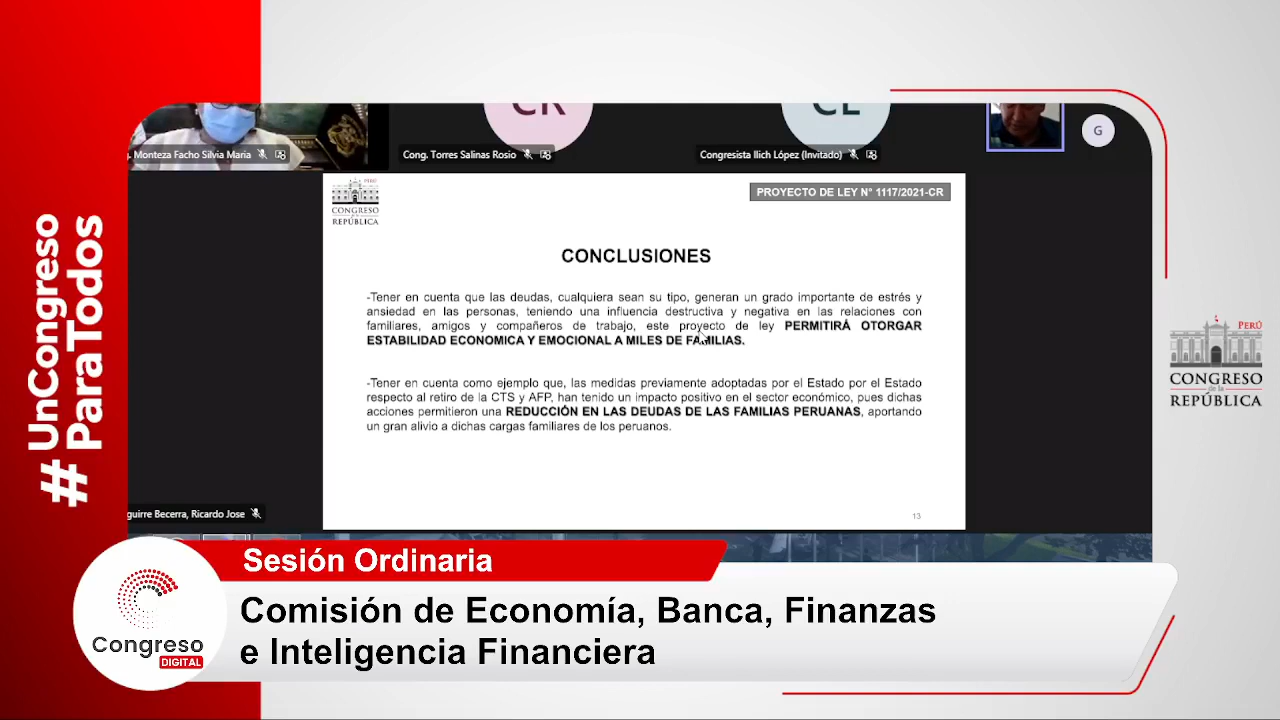 #UnCongreso
ParaTodos
CR
CL
G
Monteza Facho Silvia Maria
Cong. Torres Salinas Rosio
Congresista Ilich López (Invitado)
PERÚ
CONGRESO
de la
REPÚBLICA
PROYECTO DE LEY N° 1117/2021-CR
CONCLUSIONES
-Tener en cuenta que las deudas, cualquiera sean su tipo, generan un grado importante de estrés y
ansiedad en las personas, teniendo una influencia destructiva y negativa en las relaciones con
familiares, amigos y compañeros de trabajo, este proyecto de ley PERMITIRÁ OTORGAR
ESTABILIDAD ECONOMICA Y EMOCIONAL A MILES DE FAMILIAS.
-Tener en cuenta como ejemplo que, las medidas previamente adoptadas por el Estado por el Estado
respecto al retiro de la CTS y AFP, han tenido un impacto positivo en el sector económico, pues dichas
acciones permitieron una REDUCCIÓN EN LAS DEUDAS DE LAS FAMILIAS PERUANAS, aportando
un gran alivio a dichas cargas familiares de los peruanos.
13
guirre Becerra, Ricardo Jose
PERÚ
CONGRESO
de la
REPÚBLICA
Sesión Ordinaria
Comisión de Economía, Banca, Finanzas
e Inteligencia Financiera
Congreso
DIGITAL